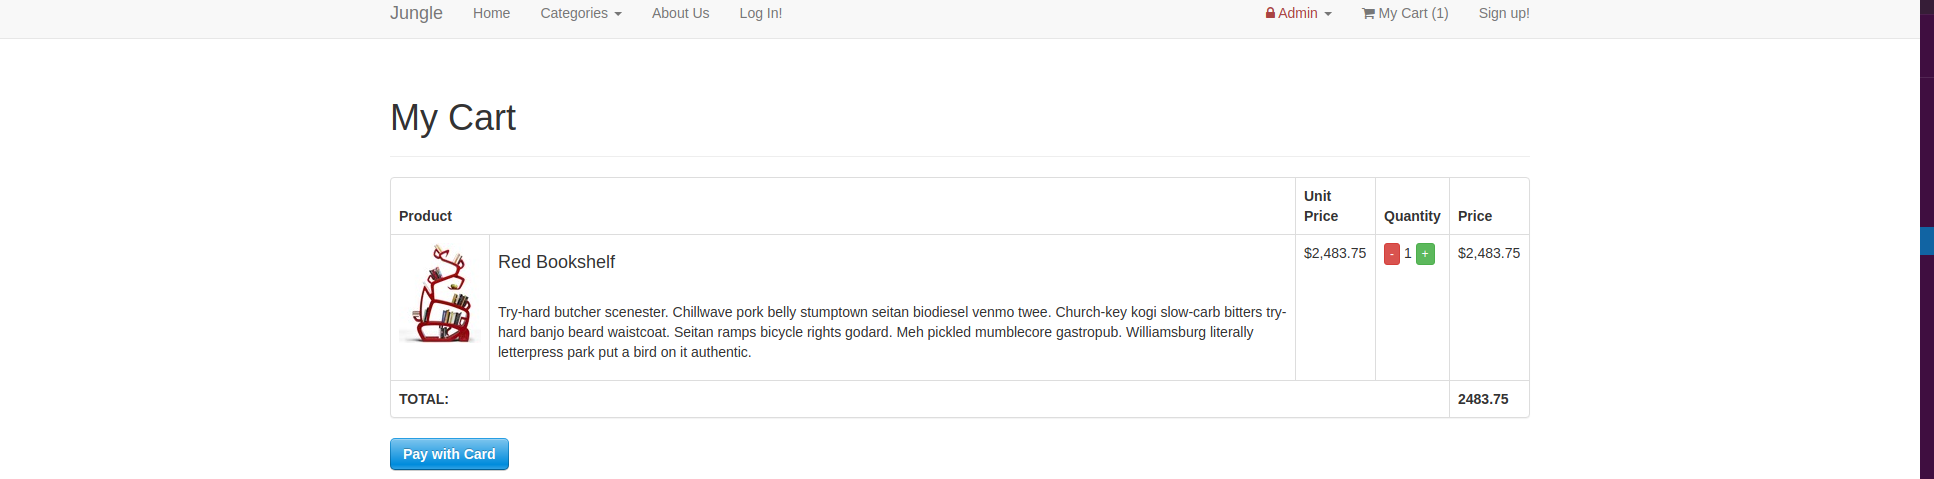 Jungle Home Categories About Us Log In! Admin My Cart (1) Sign up!
My Cart
Product Unit Price Quantity Price
Red Bookshelf $2,483.75 - 1 + $2,483.75
Try-hard butcher scenester. Chillwave pork belly stumptown seitan biodiesel venmo twee. Church-key kogi slow-carb bitters try-
hard banjo beard waistcoat. Seitan ramps bicycle rights godard. Meh pickled mumblecore gastropub. Williamsburg literally
letterpress park put a bird on it authentic.
TOTAL: 2483.75
Pay with Card